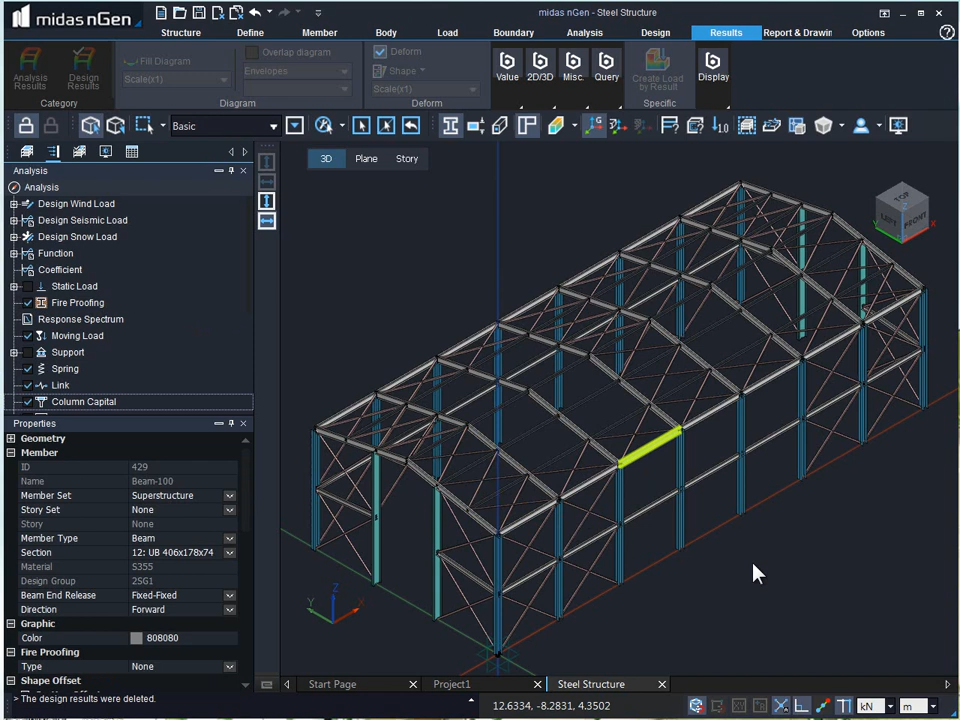 midas nGen
midas nGen - Steel Structure
Structure Define Member Body Load Boundary Analysis Design Results Report & Drawin Options
Analysis Results
Design Results
Category
Fill Diagram
Scale(x1)
Overlap diagram
Envelopes
Diagram
Deform
Shape
Scale(x1)
Deform
Value
2D/3D
Misc.
Query
Create Load by Result
Specific
Display
Basic
1.0
3D Plane Story
Analysis
Analysis
Design Wind Load
Design Seismic Load
Design Snow Load
Function
Coefficient
Static Load
Fire Proofing
Response Spectrum
Moving Load
Support
Spring
Link
Column Capital
Properties
Geometry
Member
ID 429
Name Beam-100
Member Set Superstructure
Story Set None
Story None
Member Type Beam
Section 12: UB 406x178x74
Material S355
Design Group 2SG1
Beam End Release Fixed-Fixed
Direction Forward
Graphic
Color 808080
Fire Proofing
Type None
Shape Offset
TOP
LEFT
FRONT
Z
Y
X
Start Page
Project1
Steel Structure
> The design results were deleted.
12.6334, -8.2831, 4.3502
kN
m